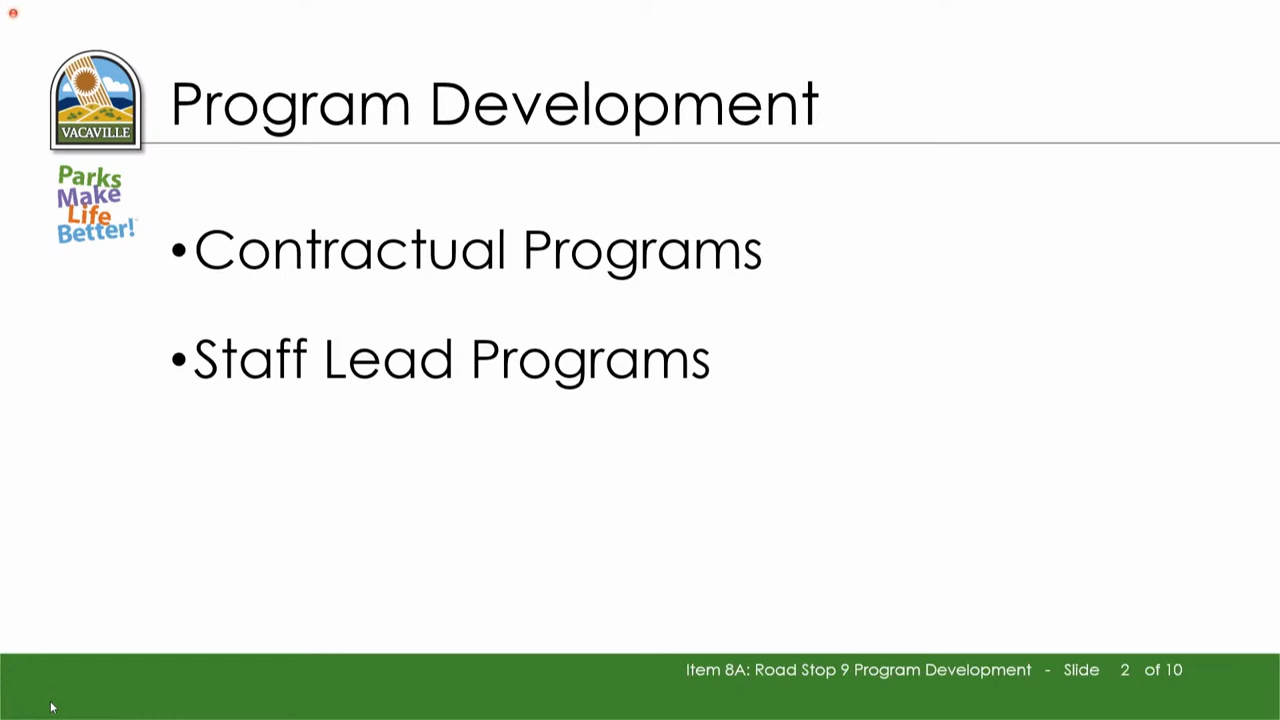 Program Development
VACAVILLE
Parks
Make
Life
Better!
•Contractual Programs
•Staff Lead Programs
Item 8A: Road Stop 9 Program Development - Slide 2 of 10